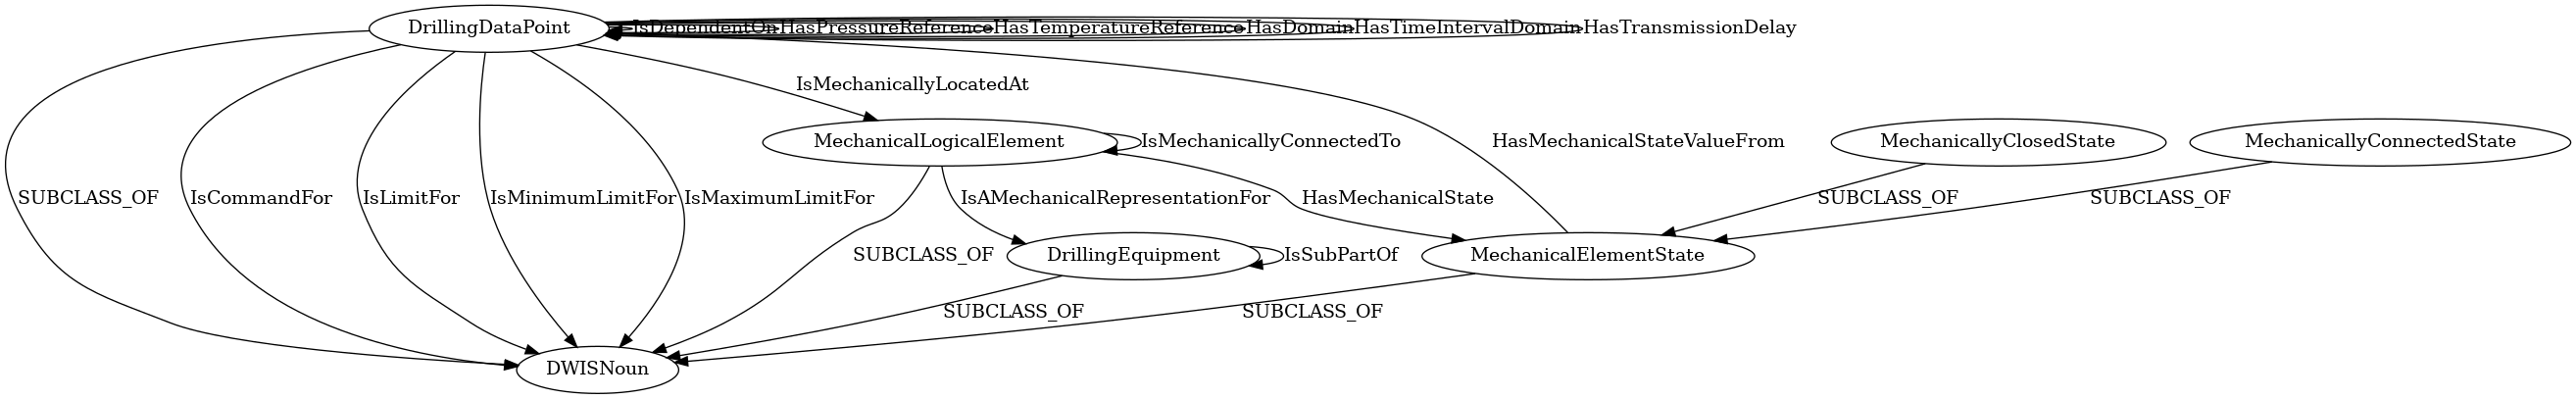 DrillingDataPoint
IsDependentOn
HasPressureReference
HasTemperatureReference
HasDomain
HasTimeIntervalDomain
HasTransmissionDelay
IsMechanicallyLocatedAt
MechanicalLogicalElement
IsMechanicallyConnectedTo
HasMechanicalStateValueFrom
MechanicallyClosedState
MechanicallyConnectedState
SUBCLASS_OF
IsCommandFor
IsLimitFor
IsMinimumLimitFor
IsMaximumLimitFor
IsAMechanicalRepresentationFor
HasMechanicalState
SUBCLASS_OF
SUBCLASS_OF
SUBCLASS_OF
DrillingEquipment
IsSubPartOf
MechanicalElementState
SUBCLASS_OF
SUBCLASS_OF
DWISNoun